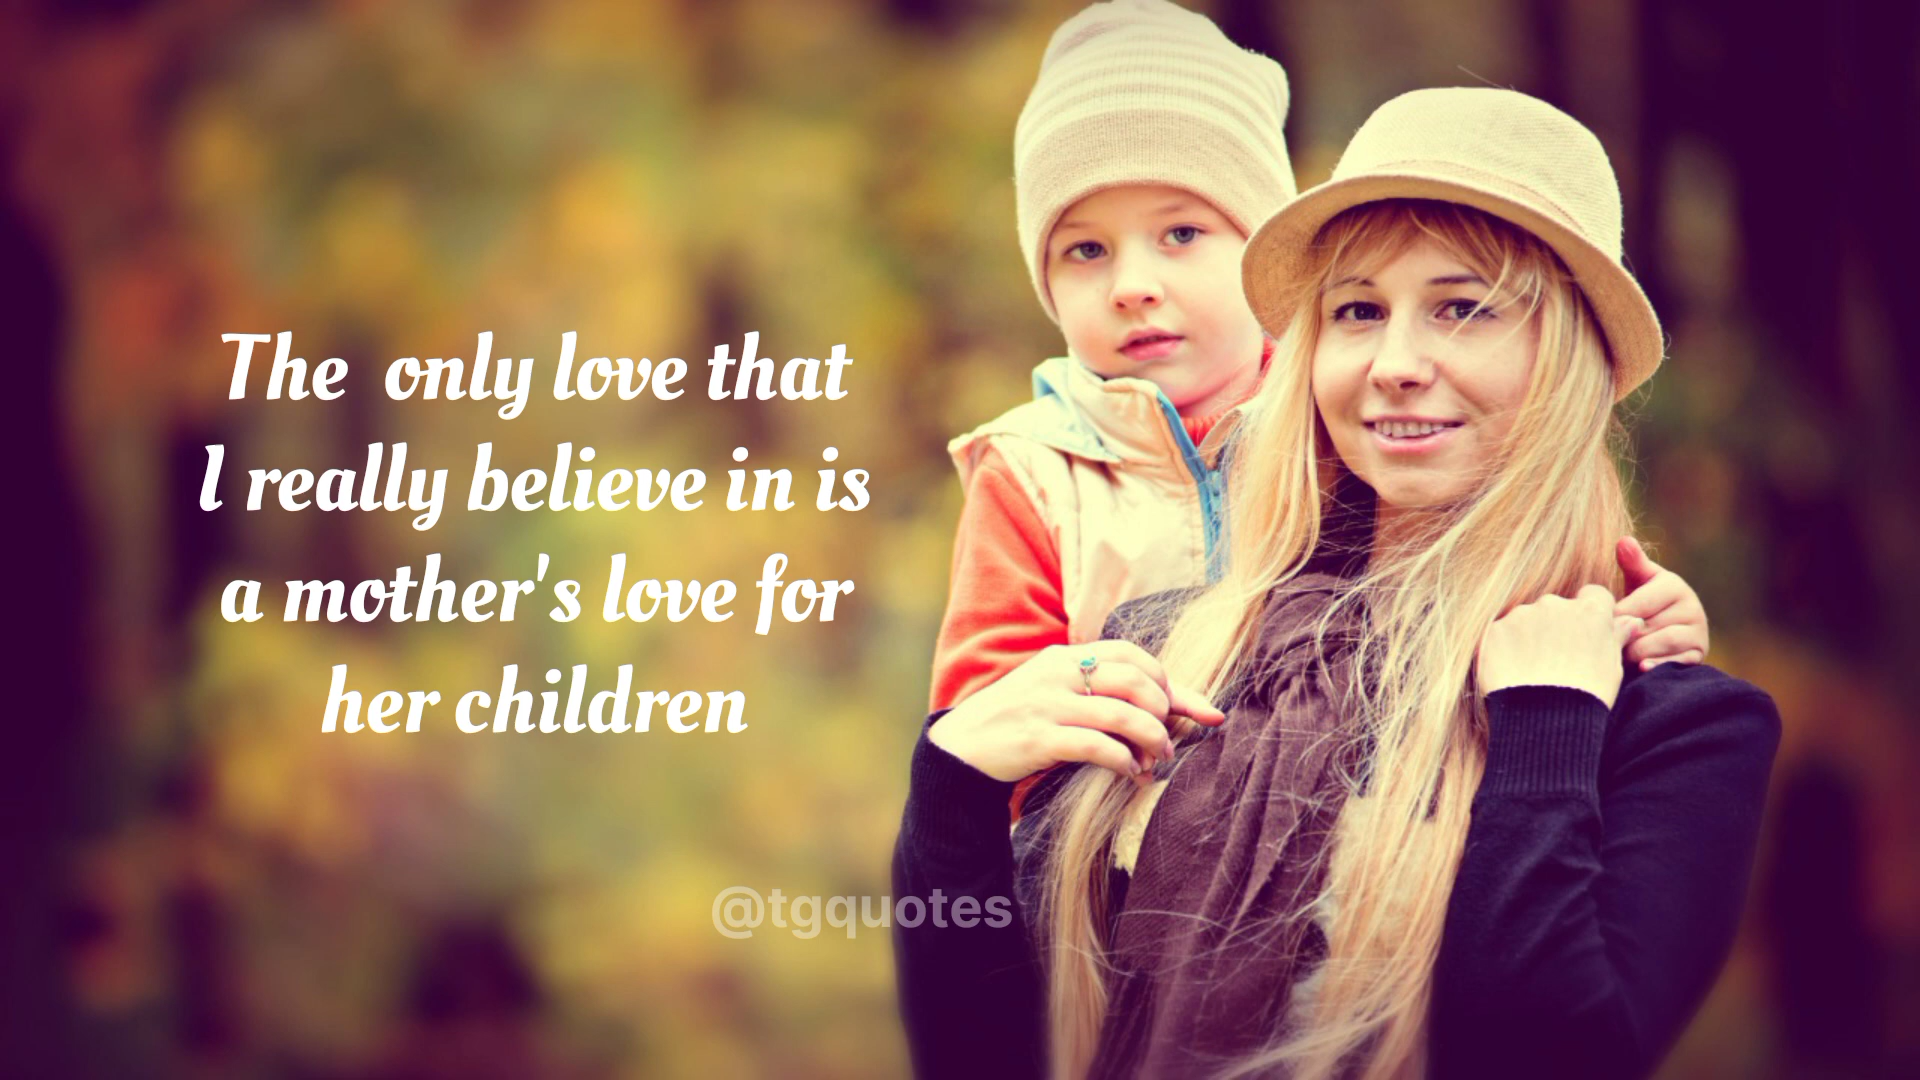 The only love that
I really believe in is
a mother's love for
her children
@tgquotes